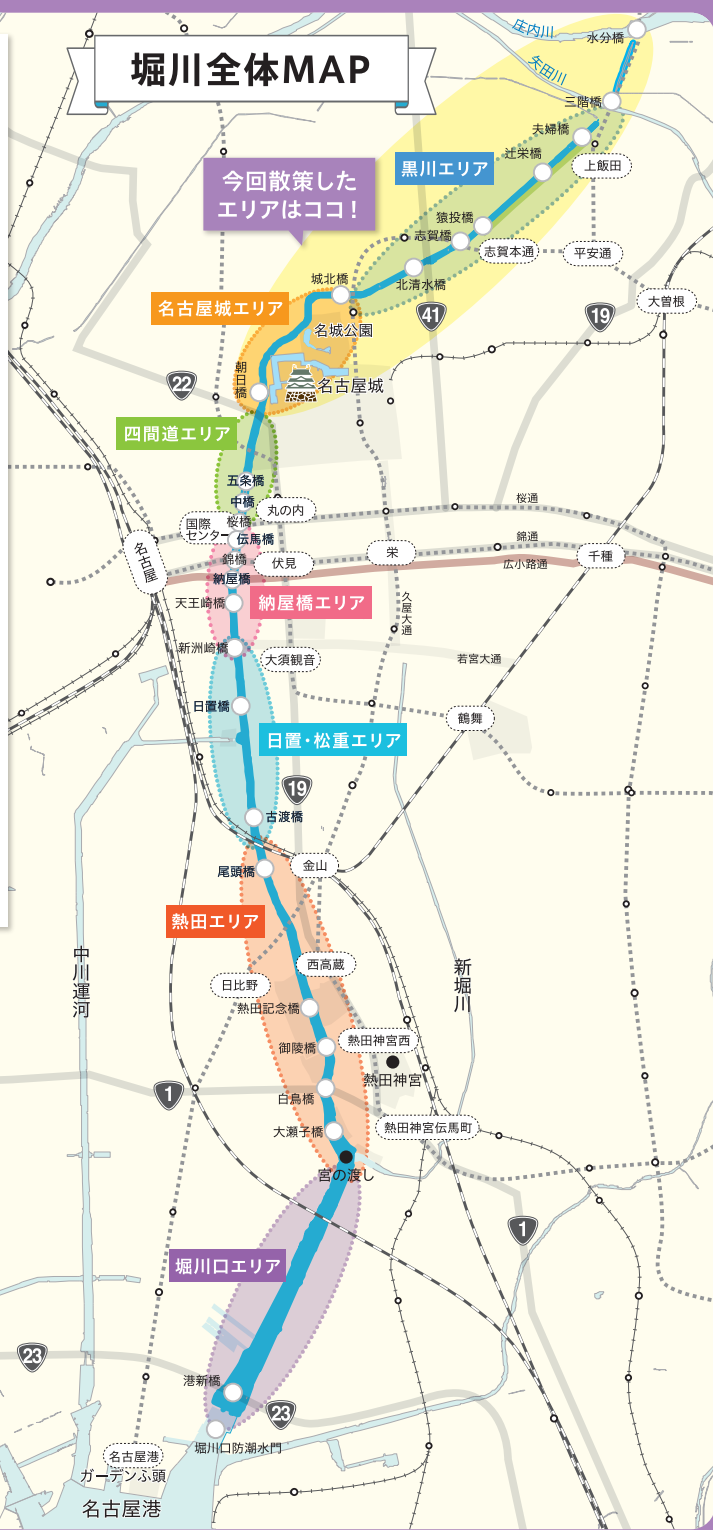 堀川全体MAP
庄内川
水分橋
矢田川
三階橋
夫婦橋
辻栄橋
黒川エリア
上飯田
今回散策した
エリアはココ！
猿投橋
志賀橋
志賀本通
平安通
北清水橋
城北橋
大曽根
名古屋城エリア
41
19
名城公園
朝日橋
22
名古屋城
四間道エリア
五条橋
中橋
桜通
丸の内
国際
センター
桜橋
伝馬橋
錦通
名古屋
栄
千種
錦橋
伏見
広小路通
納屋橋
天王崎橋
納屋橋エリア
久屋大通
新洲崎橋
大須観音
若宮大通
日置橋
鶴舞
日置・松重エリア
19
古渡橋
尾頭橋
金山
熱田エリア
中川運河
西高蔵
新堀川
日比野
熱田記念橋
御陵橋
熱田神宮西
熱田神宮
1
白鳥橋
大瀬子橋
熱田神宮伝馬町
宮の渡し
1
堀川口エリア
23
港新橋
23
堀川口防潮水門
名古屋港
ガーデンふ頭
名古屋港